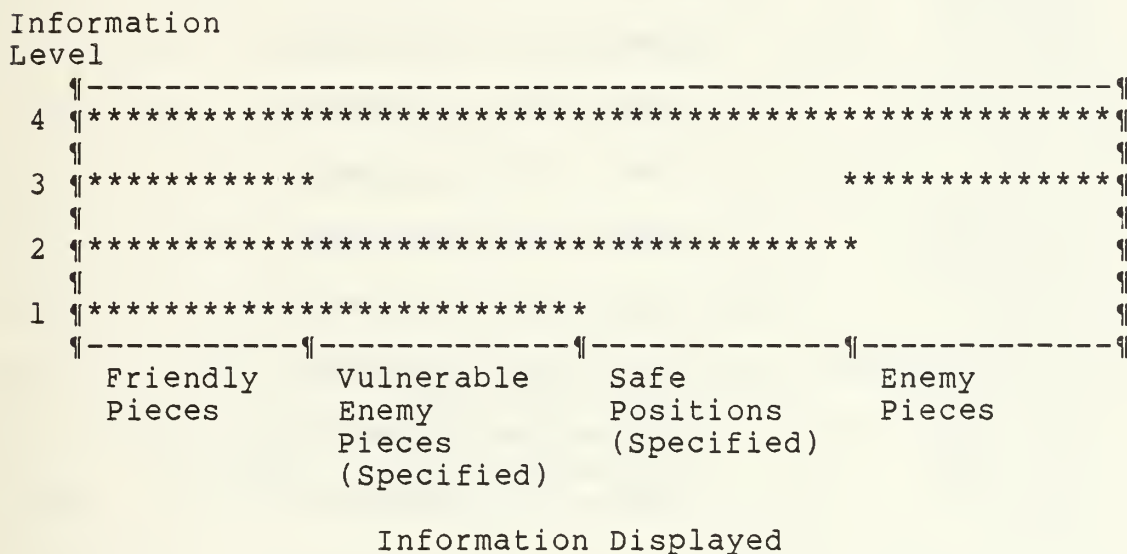 Information
Level
¶-----------------------------------------------------¶
4 ¶*****************************************************¶
¶ ¶
3 ¶************ **************¶
¶ ¶
2 ¶**************************************** ¶
¶ ¶
1 ¶************************** ¶
¶-----------¶-------------¶-------------¶-------------¶
Friendly Vulnerable Safe Enemy
Pieces Enemy Positions Pieces
Pieces (Specified)
(Specified)
Information Displayed